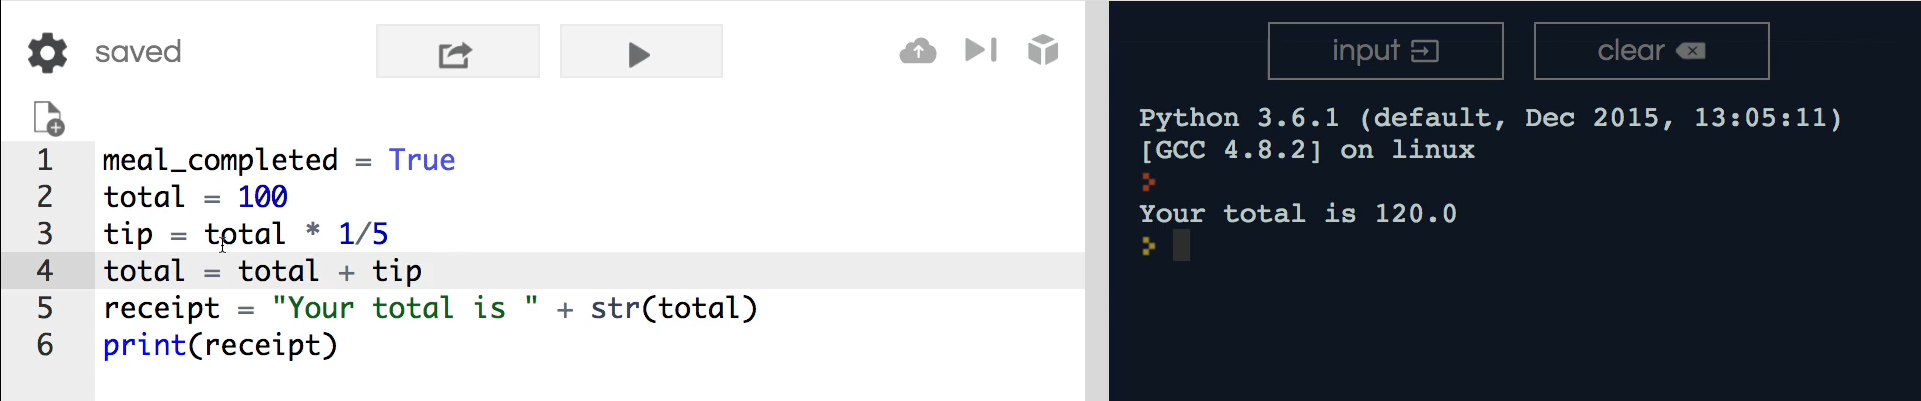 saved
input
clear
1 meal_completed = True
2 total = 100
3 tip = total * 1/5
4 total = total + tip
5 receipt = "Your total is " + str(total)
6 print(receipt)
Python 3.6.1 (default, Dec 2015, 13:05:11)
[GCC 4.8.2] on linux
Your total is 120.0